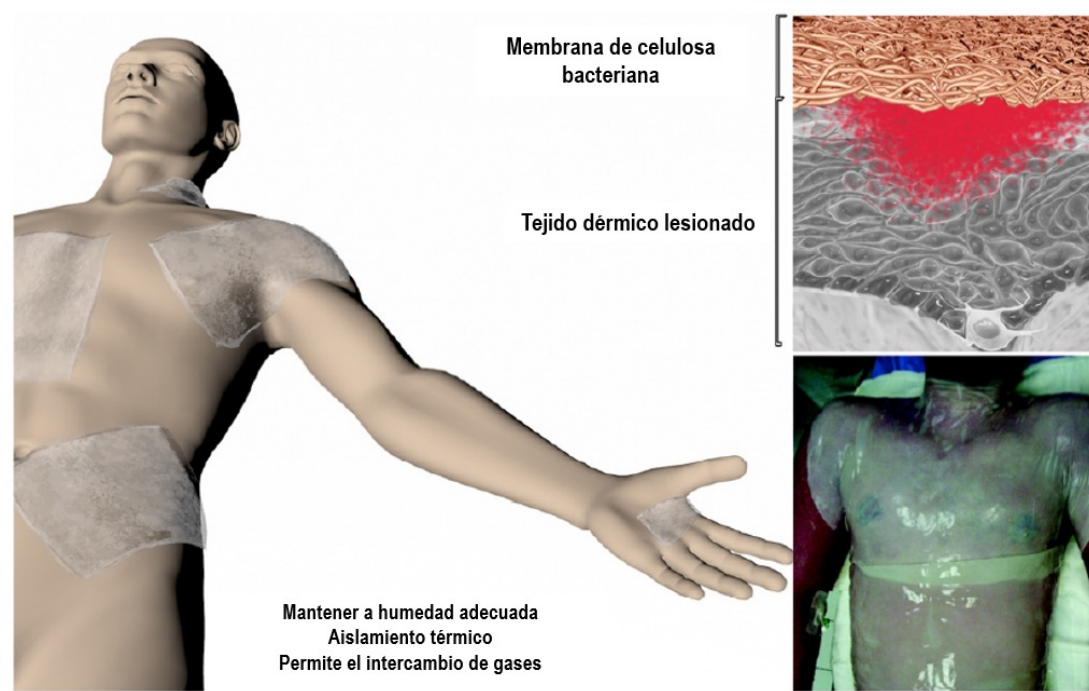 Membrana de celulosa
bacteriana
Tejido dérmico lesionado
Mantener a humedad adecuada
Aislamiento térmico
Permite el intercambio de gases